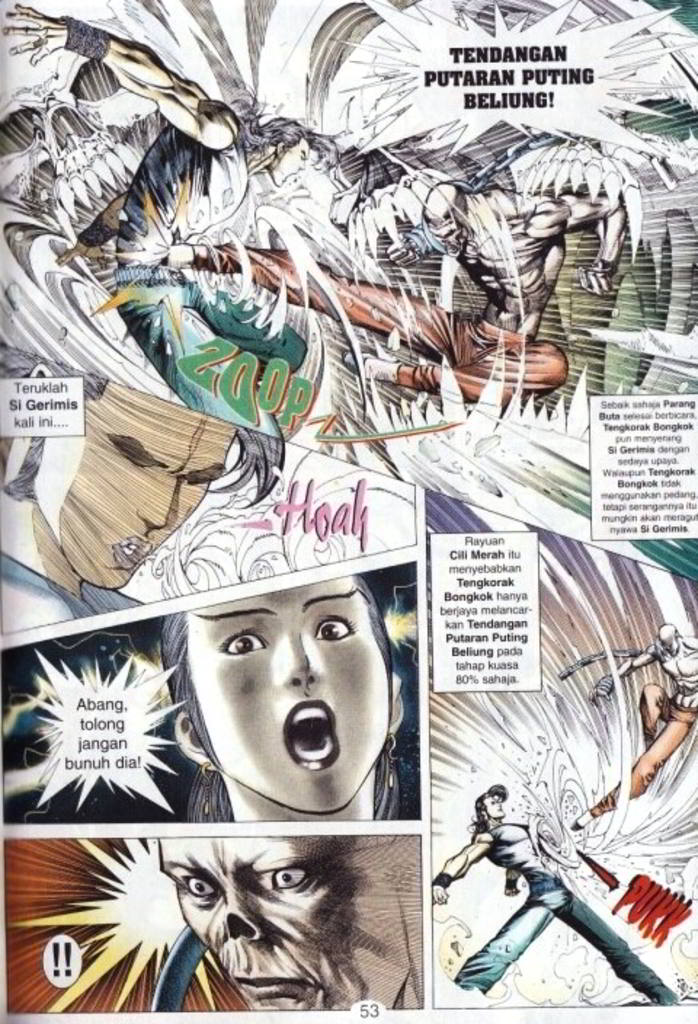 TENDANGAN
PUTARAN PUTING
BELIUNG!
ZOOP
Teruklah
Si Gerimis
kali ini....
Sebaik sahaja Parang
Buta selesai berbicara,
Tengkorak Bongkok
pun menyerang
Si Gerimis dengan
sedaya upaya.
Walaupun Tengkorak
Bongkok tidak
menggunakan pedang,
tetapi serangannya itu
mungkin akan meragut
nyawa Si Gerimis.
Hoah
Abang,
tolong
jangan
bunuh dia!
!!
Rayuan
Cili Merah itu
menyebabkan
Tengkorak
Bongkok hanya
berjaya melancar-
kan Tendangan
Putaran Puting
Beliung pada
tahap kuasa
80% sahaja.
PUKK
53